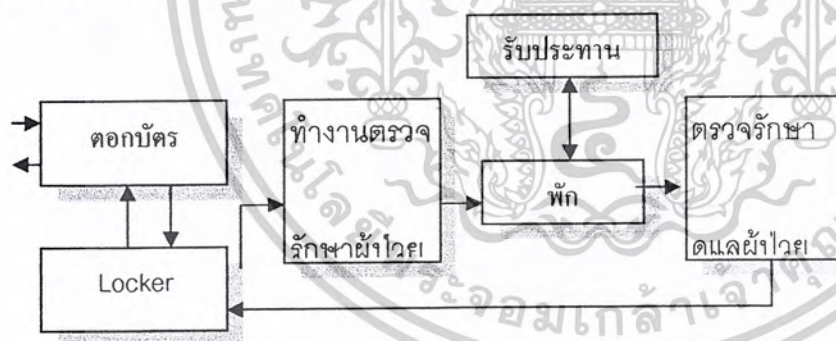 รับประทาน
ตอกบัตร
ทำงานตรวจ
รักษาผู้ป่วย
พัก
ตรวจรักษา
ดูแลผู้ป่วย
Locker